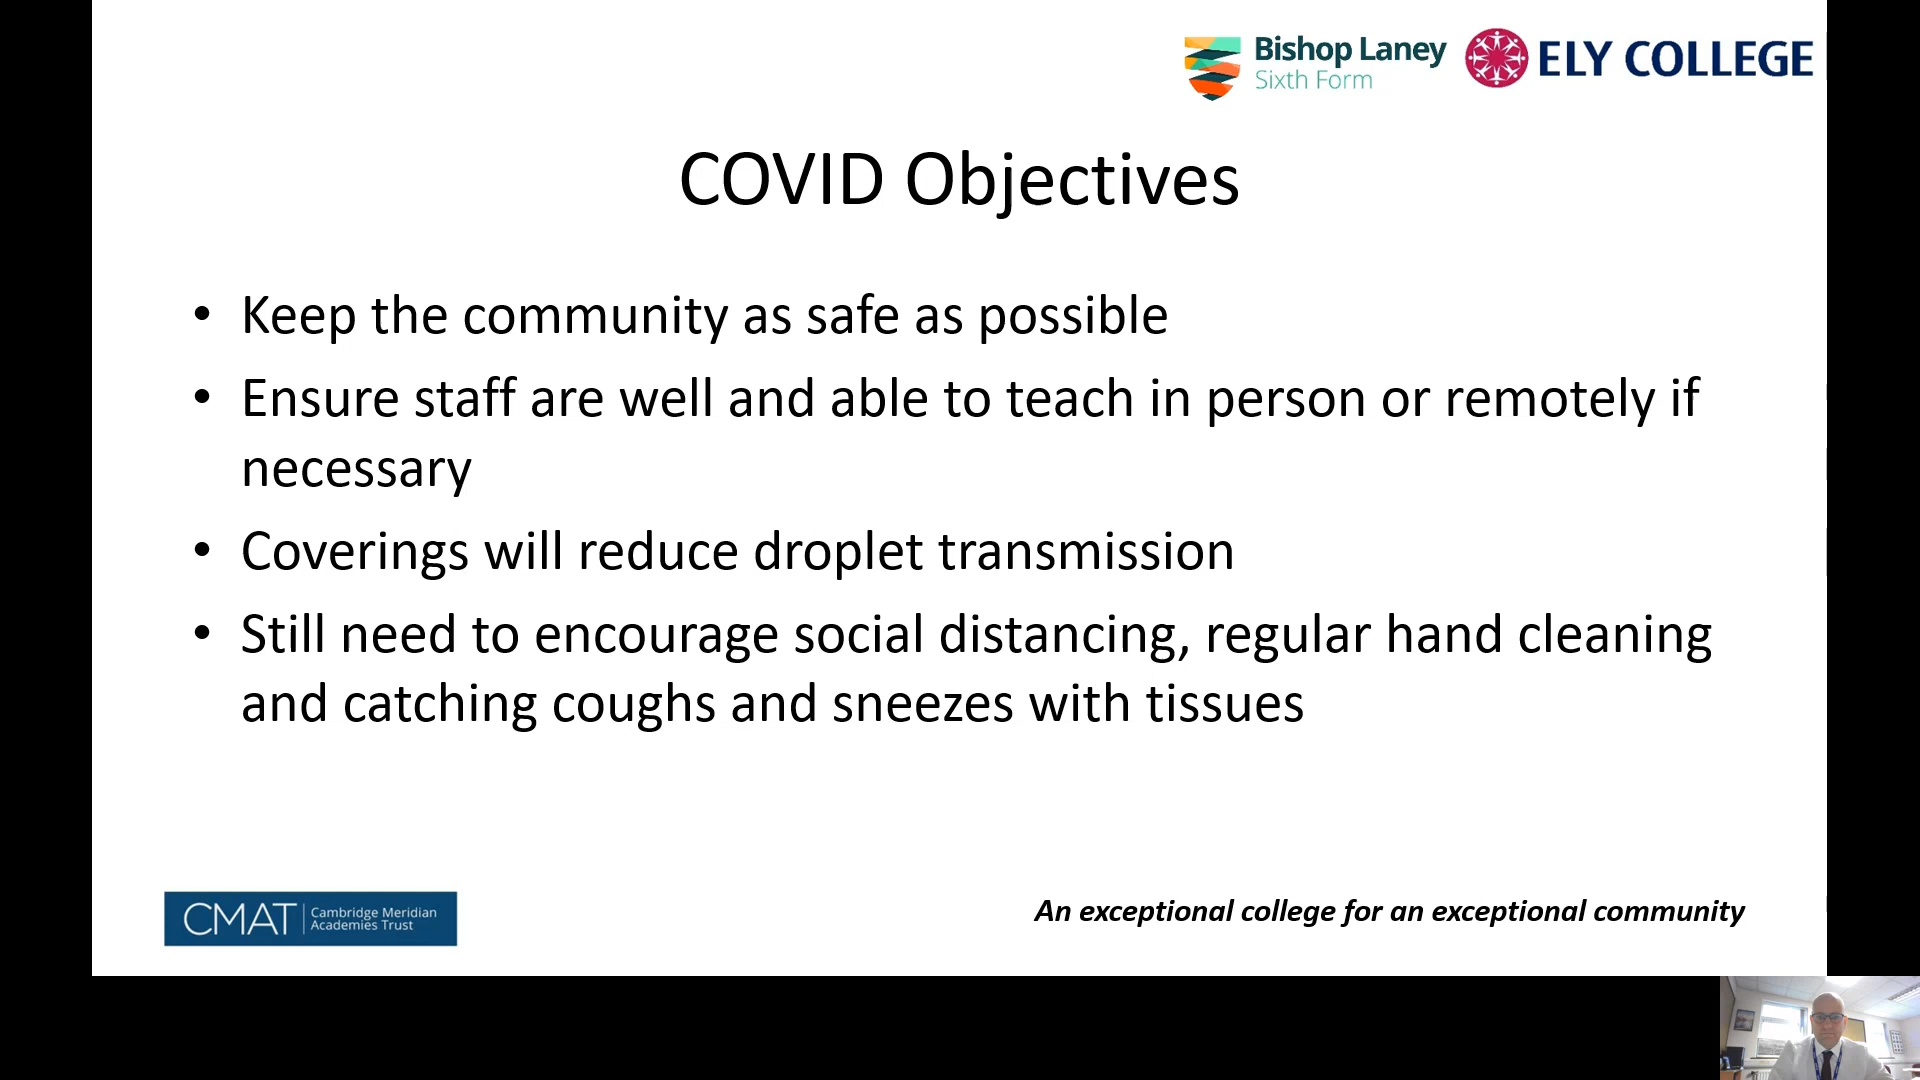 Bishop Laney
Sixth Form
ELY COLLEGE
COVID Objectives
• Keep the community as safe as possible
• Ensure staff are well and able to teach in person or remotely if
necessary
• Coverings will reduce droplet transmission
• Still need to encourage social distancing, regular hand cleaning
and catching coughs and sneezes with tissues
CMAT
Cambridge Meridian
Academies Trust
An exceptional college for an exceptional community